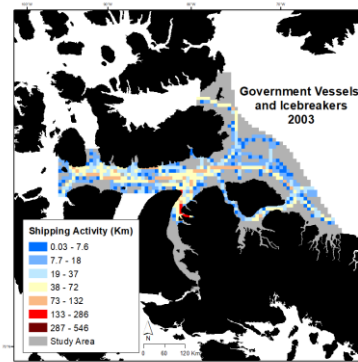 Government Vessels
and Icebreakers
2003
Shipping Activity (Km)
0.03 - 7.6
7.7 - 18
19 - 37
38 - 72
73 - 132
133 - 286
287 - 546
Study Area
N
0
120 Km